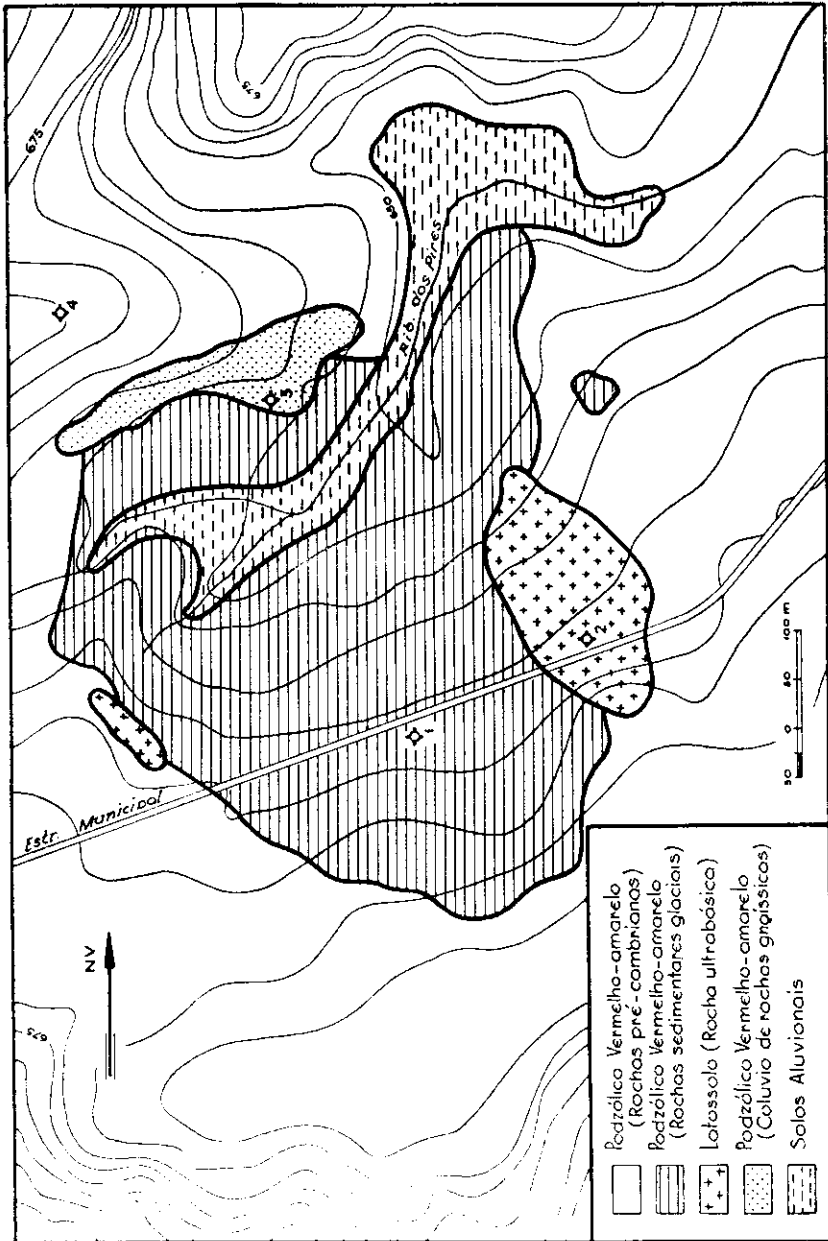 675
NV
Estr. Municipal
1
2
3
4
Rib. dos Pires
675
675
50 0 50 100 m
Podzólico Vermelho-amarelo
(Rochas pré-cambrianas)
Podzólico Vermelho-amarelo
(Rochas sedimentares glaciais)
Latossolo (Rocha ultrabásica)
Podzólico Vermelho-amarelo
(Coluvio de rochas gnáissicas)
Solos Aluvionais